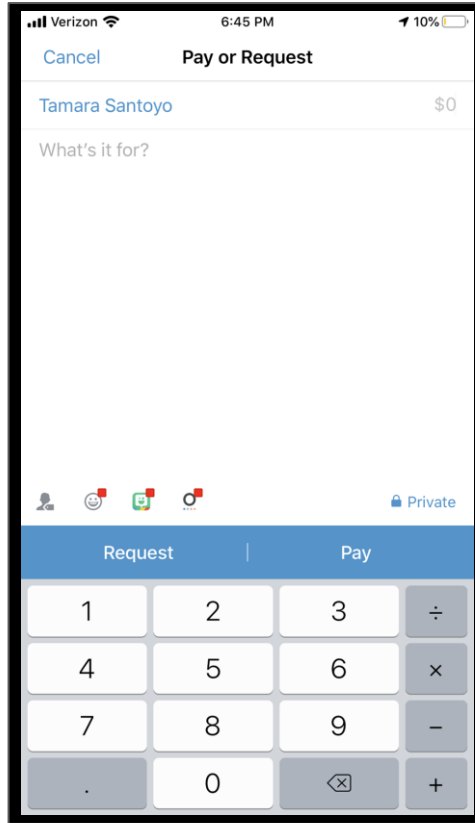 Verizon 6:45 PM 10%
Cancel Pay or Request
Tamara Santoyo $0
What's it for?
Private
Request | Pay
1 2 3 ÷
4 5 6 ×
7 8 9 −
. 0 +